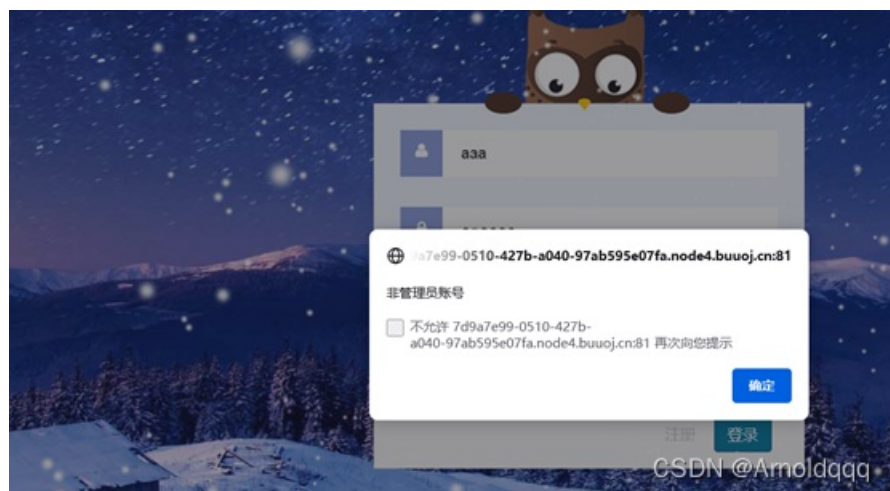 aaa
a7e99-0510-427b-a040-97ab595e07fa.node4.buuoj.cn:81
非管理员账号
不允许 7d9a7e99-0510-427b-
a040-97ab595e07fa.node4.buuoj.cn:81 再次向您提示
确定
注册 登录
CSDN @Arnoldqqq